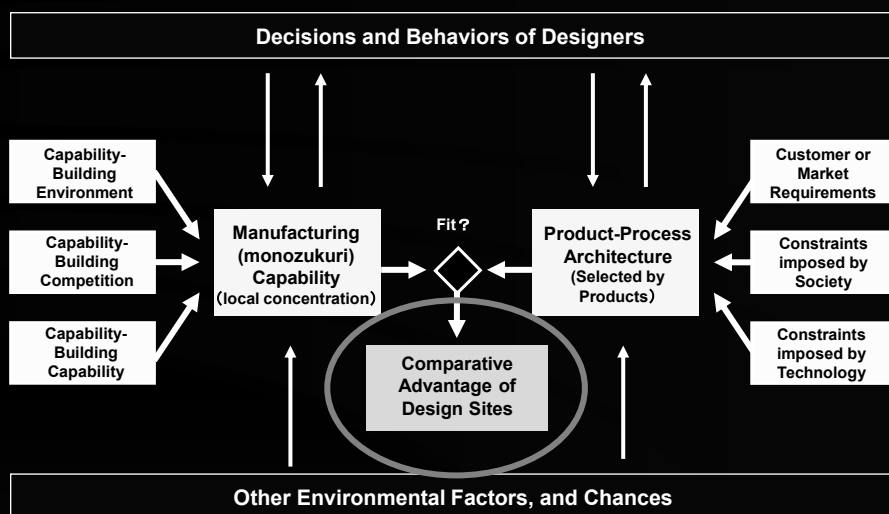 Decisions and Behaviors of Designers
Capability-
Building
Environment
Capability-
Building
Competition
Capability-
Building
Capability
Manufacturing
(monozukuri)
Capability
(local concentration)
Fit?
Product-Process
Architecture
(Selected by
Products)
Customer or
Market
Requirements
Constraints
imposed by
Society
Constraints
imposed by
Technology
Comparative
Advantage of
Design Sites
Other Environmental Factors, and Chances